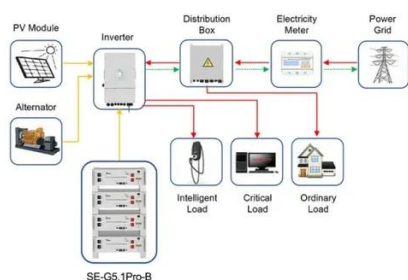 PV Module
Inverter
Distribution
Box
Electricity
Meter
Power
Grid
Alternator
Intelligent
Load
Critical
Load
Ordinary
Load
SE-G5.1Pro-B